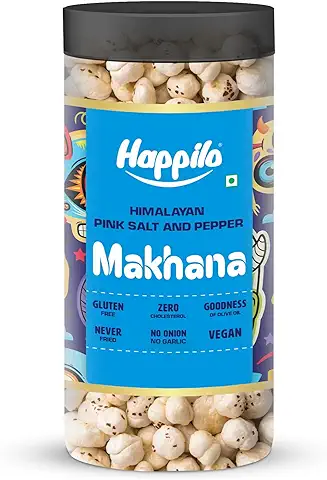 Happilo
HIMALAYAN
PINK SALT AND PEPPER
Makhana
GLUTEN
FREE
ZERO
CHOLESTROL
GOODNESS
OF OLIVE OIL
NEVER
FRIED
NO ONION
NO GARLIC
VEGAN